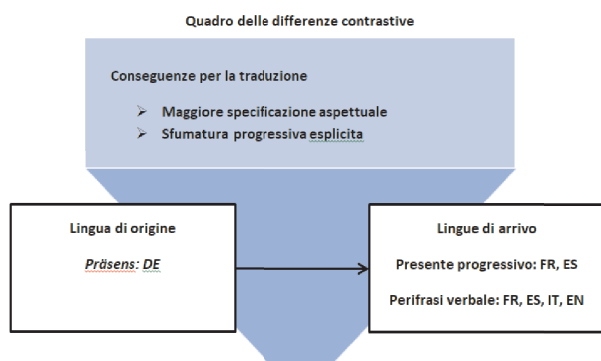 Quadro delle differenze contrastive
Conseguenze per la traduzione
➢ Maggiore specificazione aspettuale
➢ Sfumatura progressiva esplicita
Lingua di origine
Präsens: DE
Lingue di arrivo
Presente progressivo: FR, ES
Perifrasi verbale: FR, ES, IT, EN